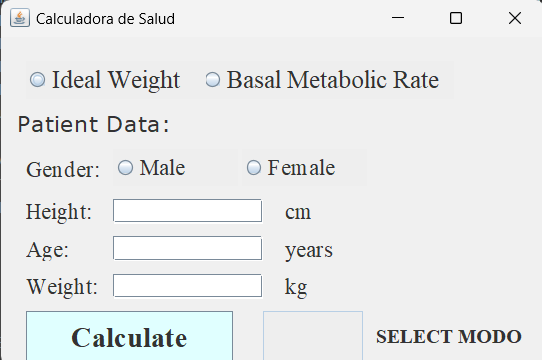 Calculadora de Salud
Ideal Weight Basal Metabolic Rate
Patient Data:
Gender: Male Female
Height: cm
Age: years
Weight: kg
Calculate SELECT MODO